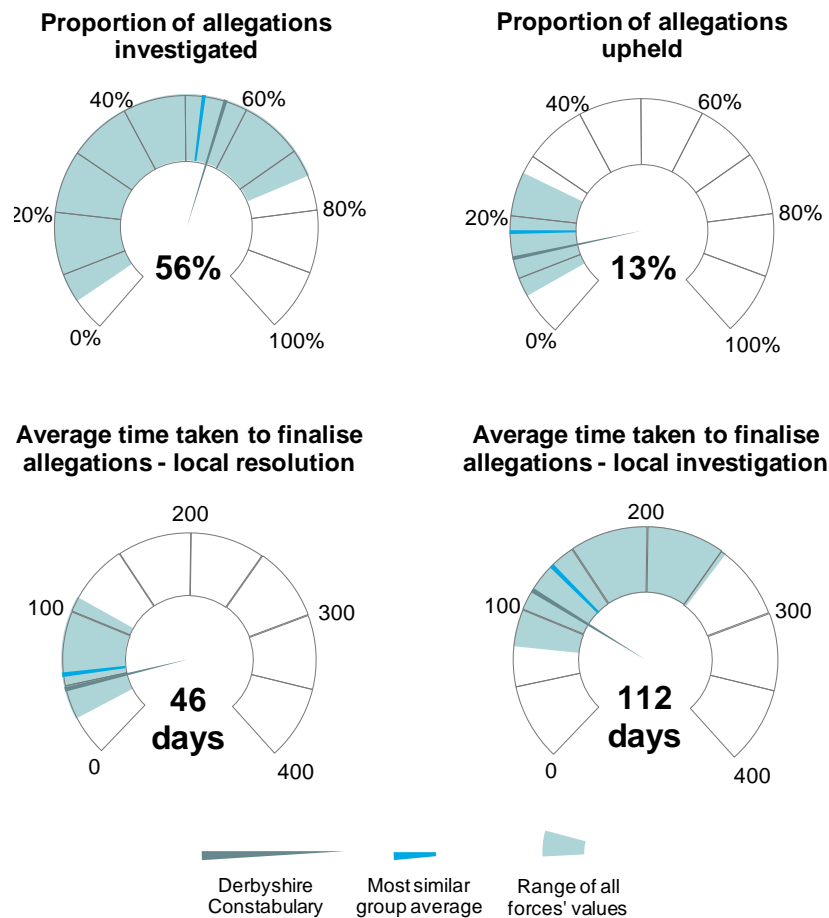 Proportion of allegations
investigated
40%
60%
20%
80%
56%
0%
100%
Proportion of allegations
upheld
40%
60%
20%
80%
13%
0%
100%
Average time taken to finalise
allegations - local resolution
200
100
300
46
days
0
400
Average time taken to finalise
allegations - local investigation
200
100
300
112
days
0
400
Derbyshire
Constabulary
Most similar
group average
Range of all
forces' values